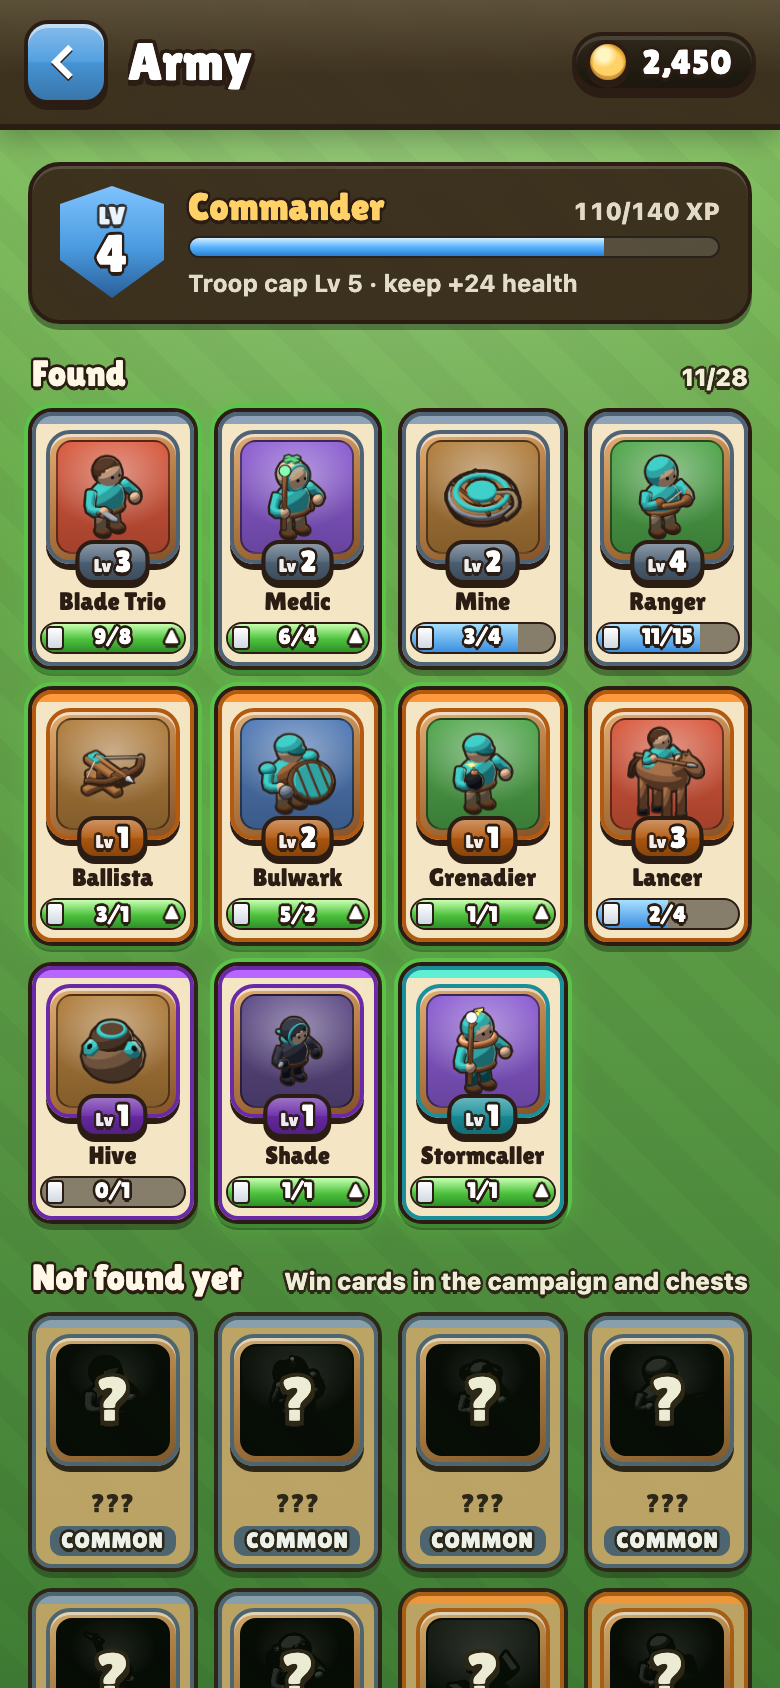 Army
2,450
LV
4
Commander
110/140 XP
Troop cap Lv 5 · keep +24 health
Found
11/28
Lv 3
Blade Trio
9/8
Lv 2
Medic
6/4
Lv 2
Mine
3/4
Lv 4
Ranger
11/15
Lv 1
Ballista
3/1
Lv 2
Bulwark
5/2
Lv 1
Grenadier
1/1
Lv 3
Lancer
2/4
Lv 1
Hive
0/1
Lv 1
Shade
1/1
Lv 1
Stormcaller
1/1
Not found yet
Win cards in the campaign and chests
?
???
COMMON
?
???
COMMON
?
???
COMMON
?
???
COMMON
?
?
?
?